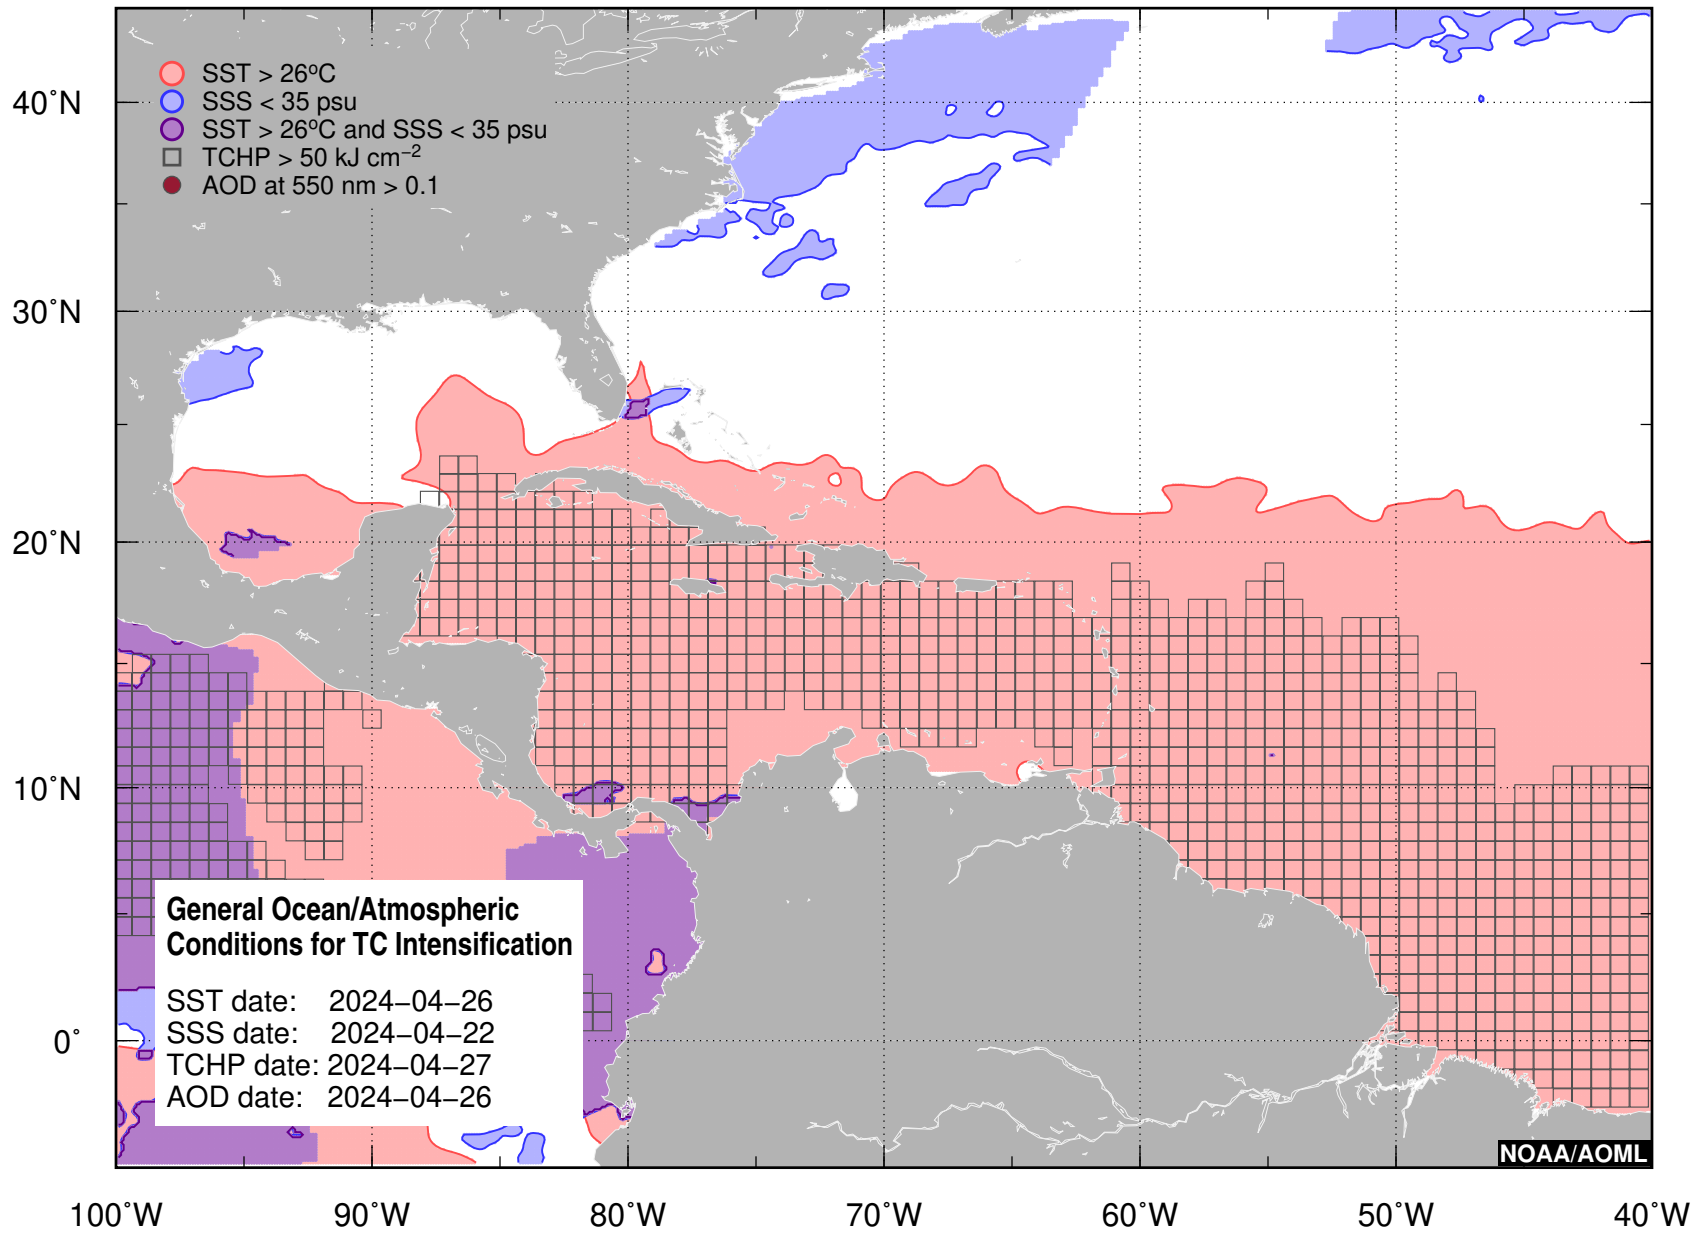 SST > 26°C
40°N
SSS < 35 psu
SST > 26°C and SSS < 35 psu
TCHP > 50 kJ cm⁻²
AOD at 550 nm > 0.1
30°N
20°N
10°N
General Ocean/Atmospheric
Conditions for TC Intensification
SST date: 2024−04−26
SSS date: 2024−04−22
0°
TCHP date: 2024−04−27
AOD date: 2024−04−26
NOAA/AOML
100°W 90°W 80°W 70°W 60°W 50°W 40°W